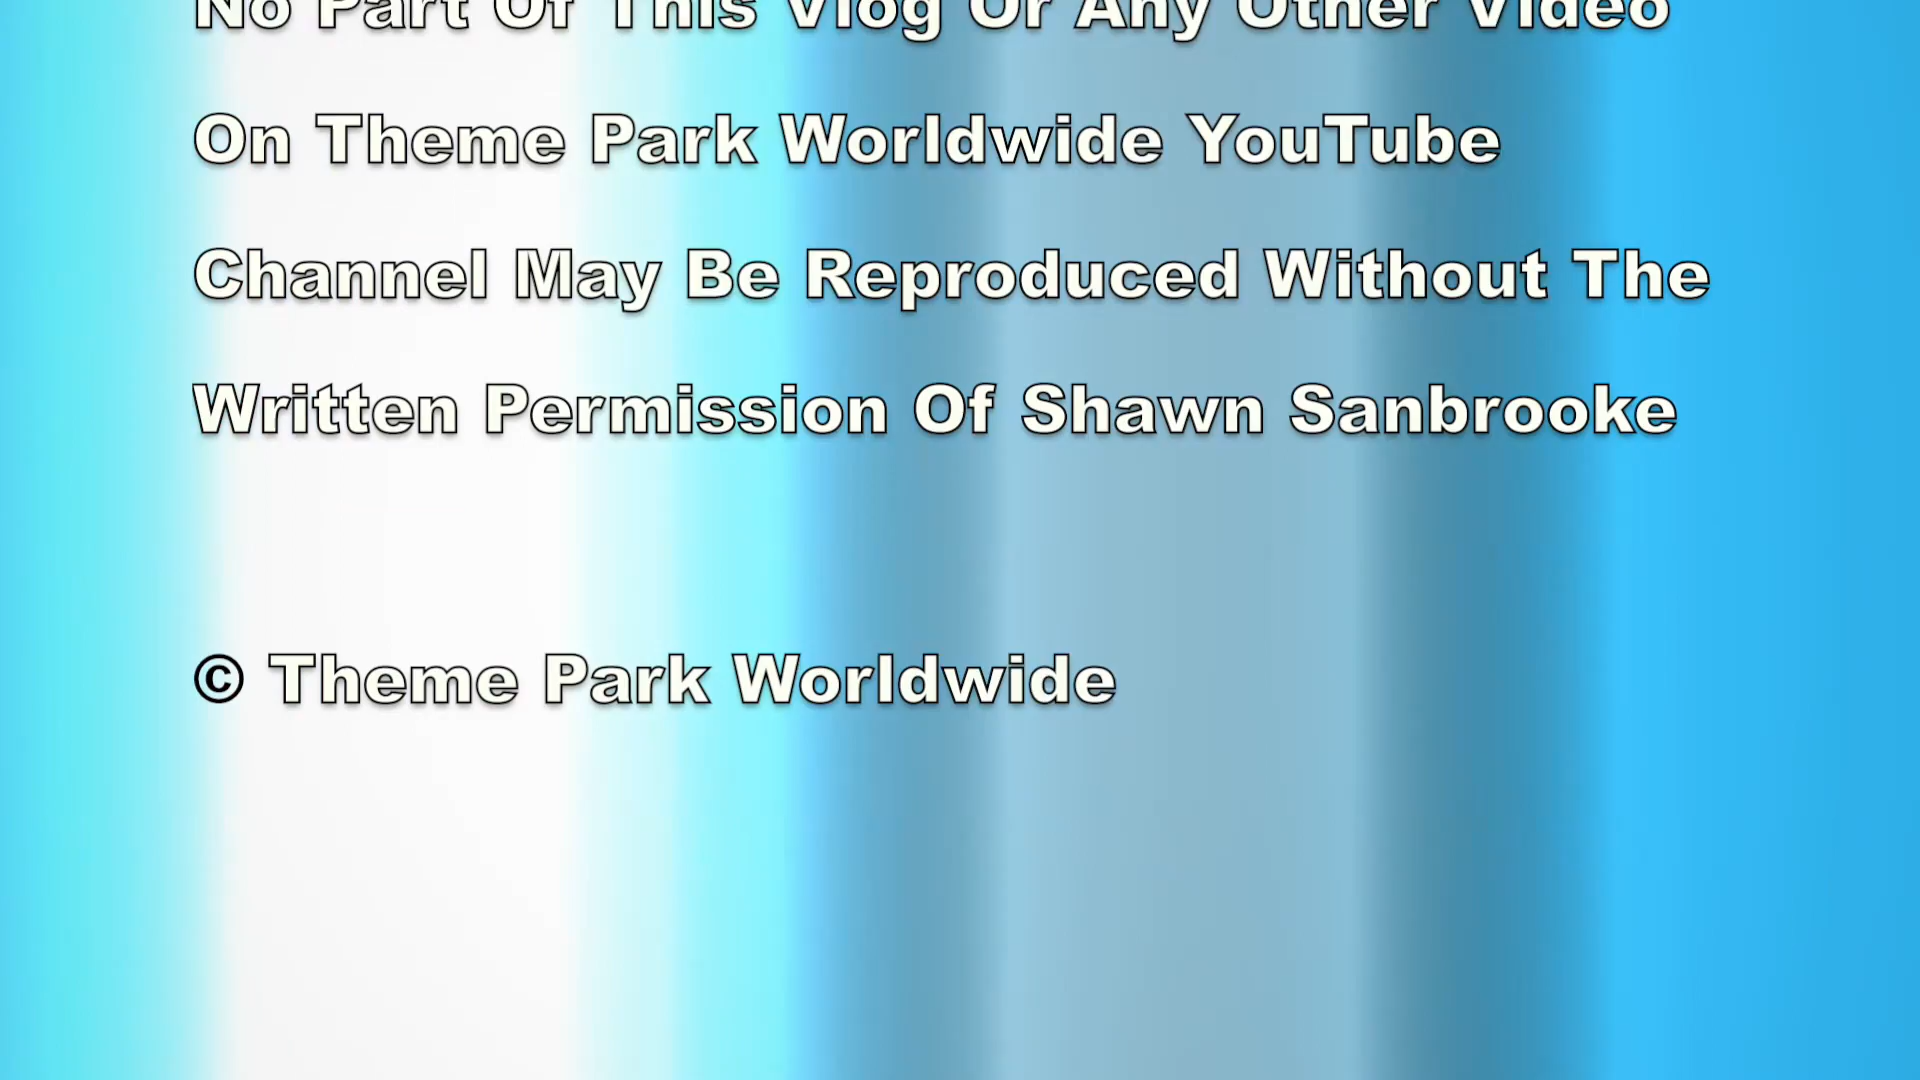 No Part Of This Vlog Or Any Other Video
On Theme Park Worldwide YouTube
Channel May Be Reproduced Without The
Written Permission Of Shawn Sanbrooke
© Theme Park Worldwide